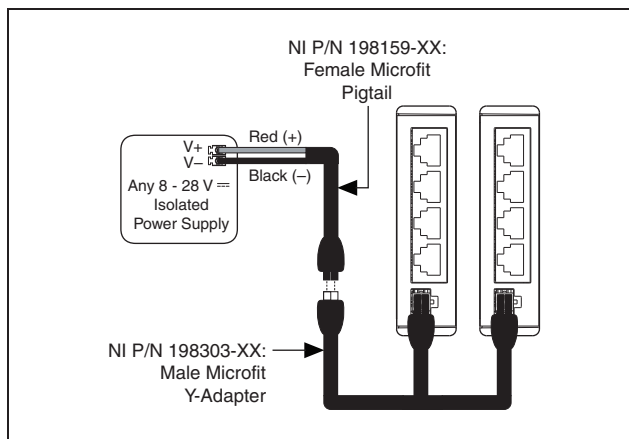 NI P/N 198159-XX:
Female Microfit
Pigtail
Red (+)
V+
V–
Black (–)
Any 8 - 28 V ⎓
Isolated
Power Supply
NI P/N 198303-XX:
Male Microfit
Y-Adapter